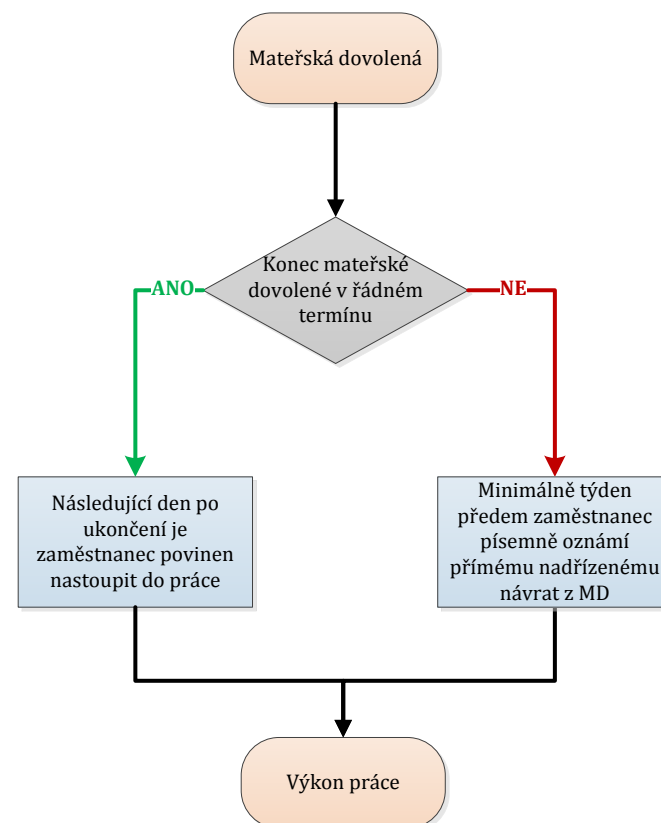 Mateřská dovolená
Konec mateřské
dovolené v řádném
termínu
ANO
NE
Následující den po
ukončení je
zaměstnanec povinen
nastoupit do práce
Minimálně týden
předem zaměstnanec
písemně oznámí
přímému nadřízenému
návrat z MD
Výkon práce